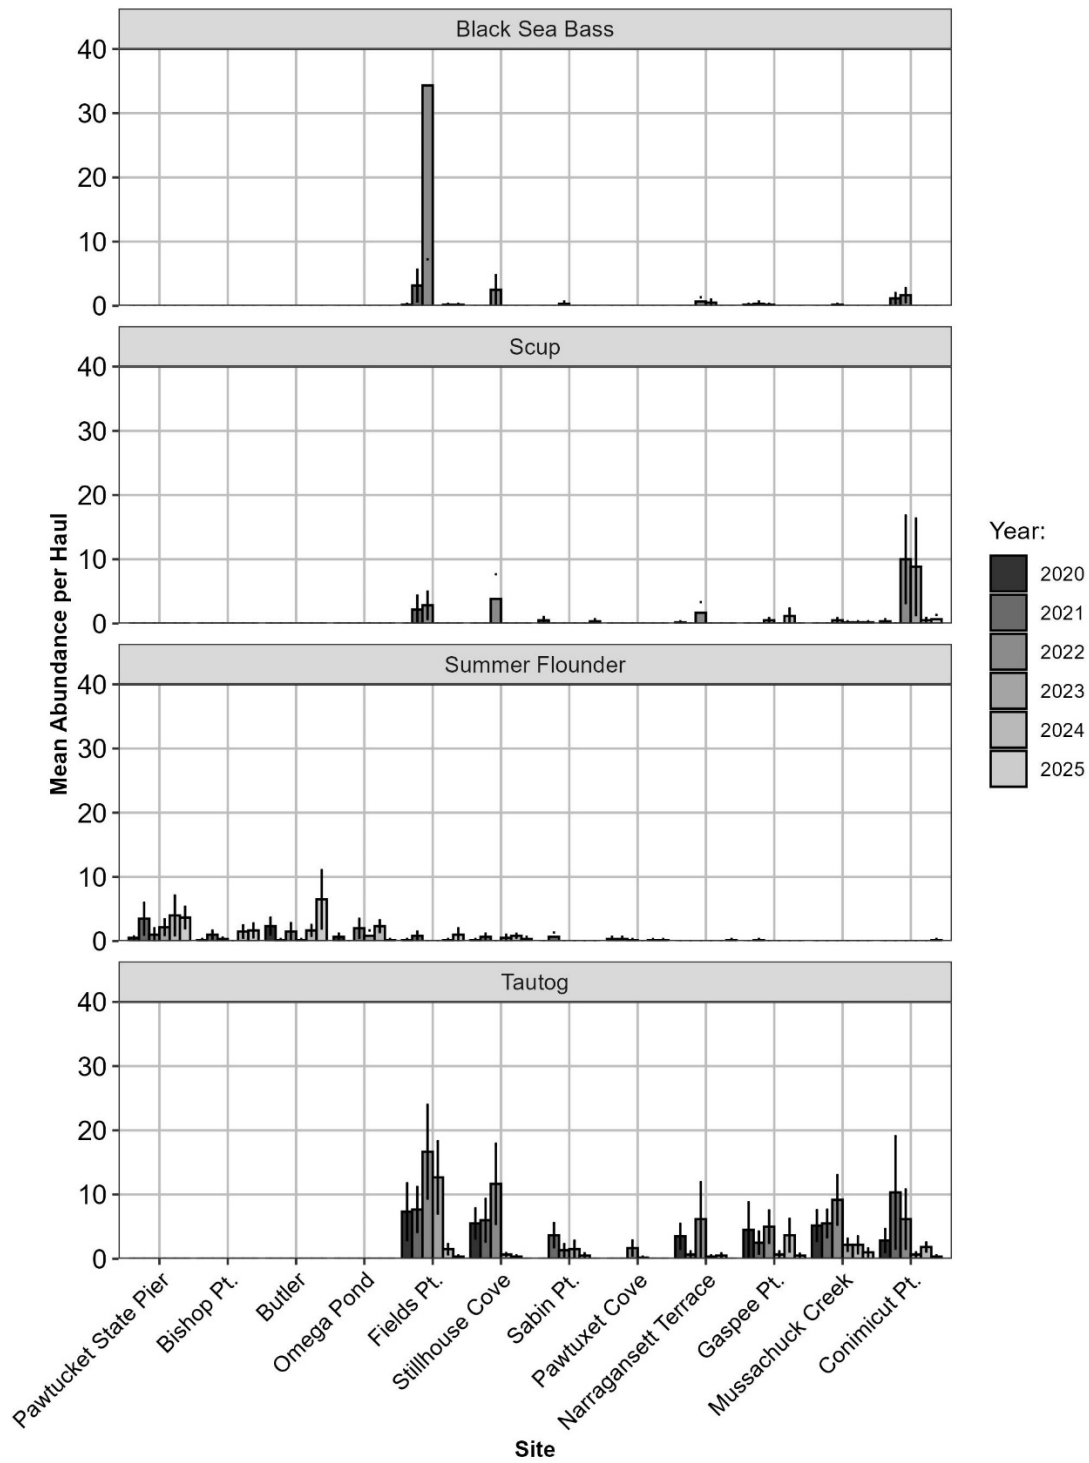 Black Sea Bass
40
30
20
10
0
Scup
40
30
20
10
0
Summer Flounder
40
30
20
10
0
Tautog
40
30
20
10
0
Mean Abundance per Haul
Pawtucket State Pier
Bishop Pt.
Butler
Omega Pond
Fields Pt.
Stillhouse Cove
Sabin Pt.
Pawtuxet Cove
Narragansett Terrace
Gaspee Pt.
Mussachuck Creek
Conimicut Pt.
Site
Year:
2020
2021
2022
2023
2024
2025